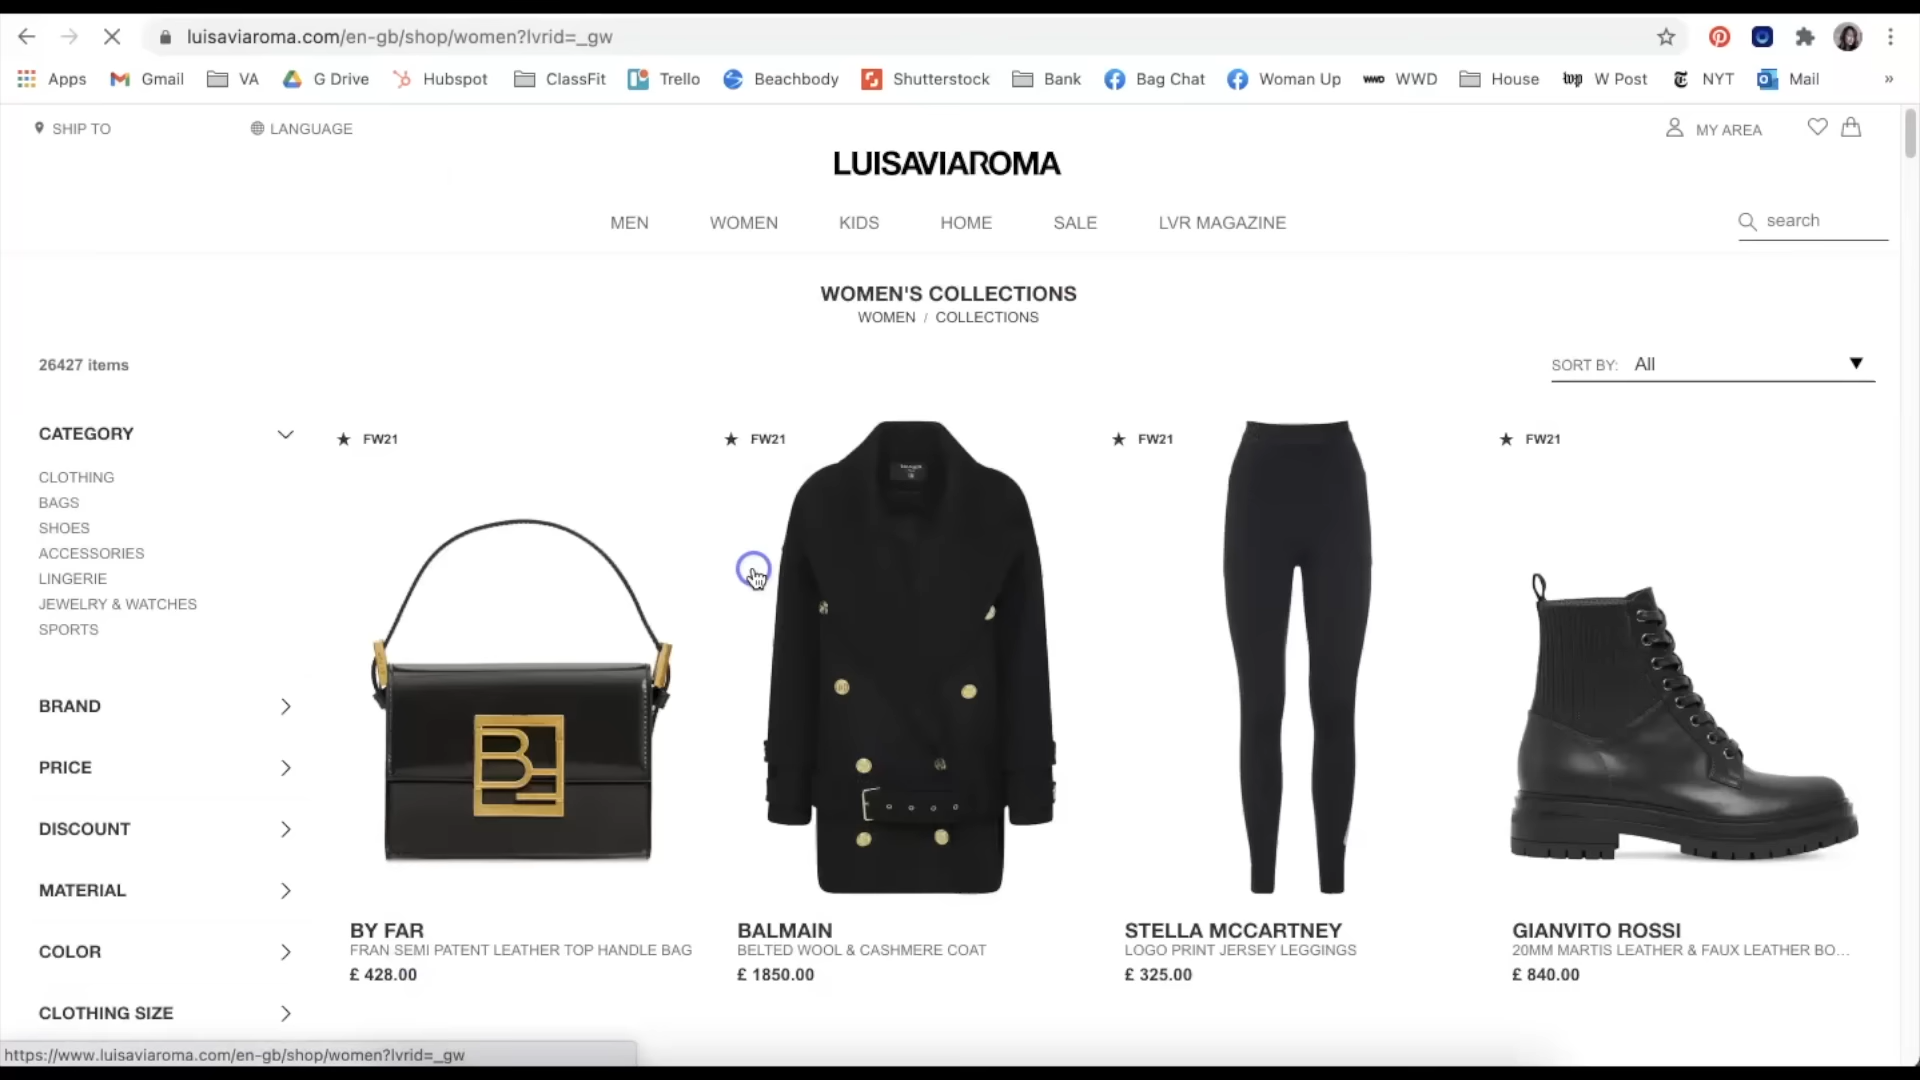 luisaviaroma.com/en-gb/shop/women?lvrid=_gw
Apps Gmail VA G Drive Hubspot ClassFit Trello Beachbody Shutterstock Bank Bag Chat Woman Up WWD WWD House wp W Post NYT Mail »
SHIP TO LANGUAGE MY AREA
LUISAVIAROMA
MEN WOMEN KIDS HOME SALE LVR MAGAZINE search
WOMEN'S COLLECTIONS
WOMEN / COLLECTIONS
26427 items SORT BY: All
CATEGORY
CLOTHING
BAGS
SHOES
ACCESSORIES
LINGERIE
JEWELRY & WATCHES
SPORTS
BRAND
PRICE
DISCOUNT
MATERIAL
COLOR
CLOTHING SIZE
★ FW21
BY FAR
FRAN SEMI PATENT LEATHER TOP HANDLE BAG
£ 428.00
★ FW21
BALMAIN
BELTED WOOL & CASHMERE COAT
£ 1850.00
★ FW21
STELLA MCCARTNEY
LOGO PRINT JERSEY LEGGINGS
£ 325.00
★ FW21
GIANVITO ROSSI
20MM MARTIS LEATHER & FAUX LEATHER BO...
£ 840.00
https://www.luisaviaroma.com/en-gb/shop/women?lvrid=_gw